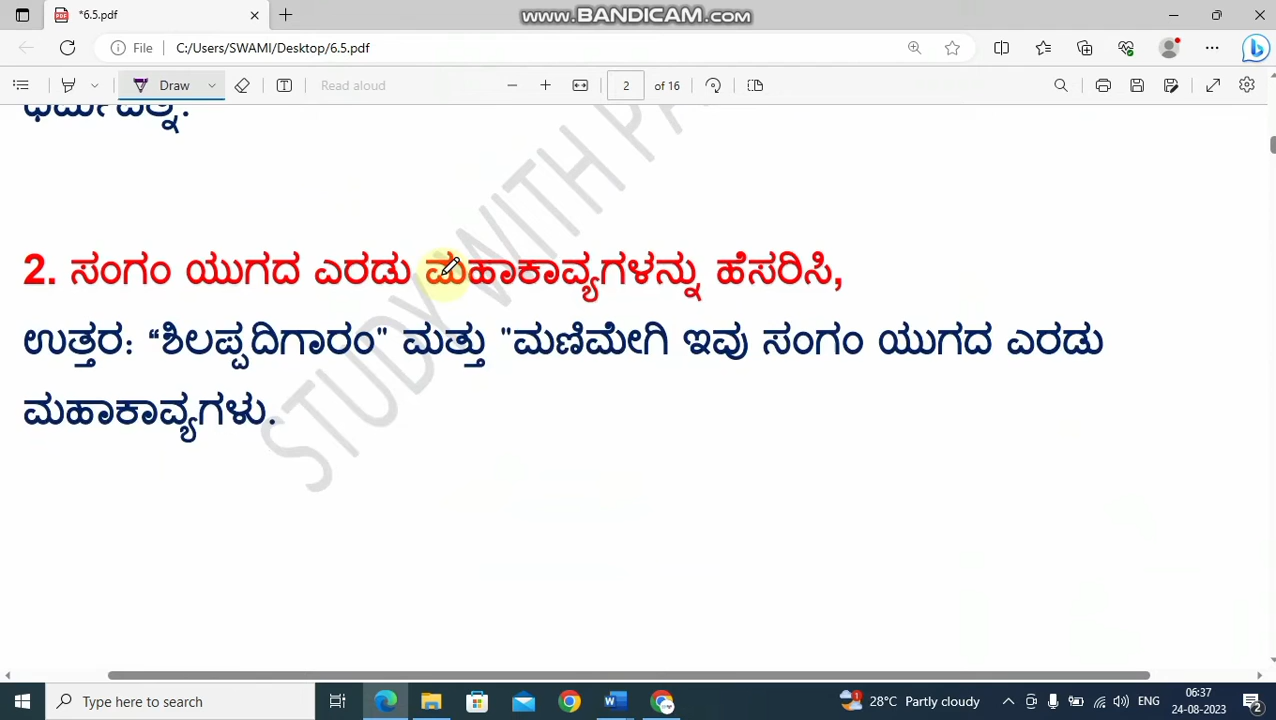 www.BANDICAM.com
*6.5.pdf
File C:/Users/SWAMI/Desktop/6.5.pdf
Draw Read aloud 2 of 16
2. ಸಂಗಂ ಯುಗದ ಎರಡು ಮಹಾಕಾವ್ಯಗಳನ್ನು ಹೆಸರಿಸಿ,
ಉತ್ತರ: “ಶಿಲಪ್ಪದಿಗಾರಂ" ಮತ್ತು "ಮಣಿಮೇಗಿ ಇವು ಸಂಗಂ ಯುಗದ ಎರಡು
ಮಹಾಕಾವ್ಯಗಳು.
STUDY WITH
Type here to search 28°C Partly cloudy ENG 06:37
24-08-2023